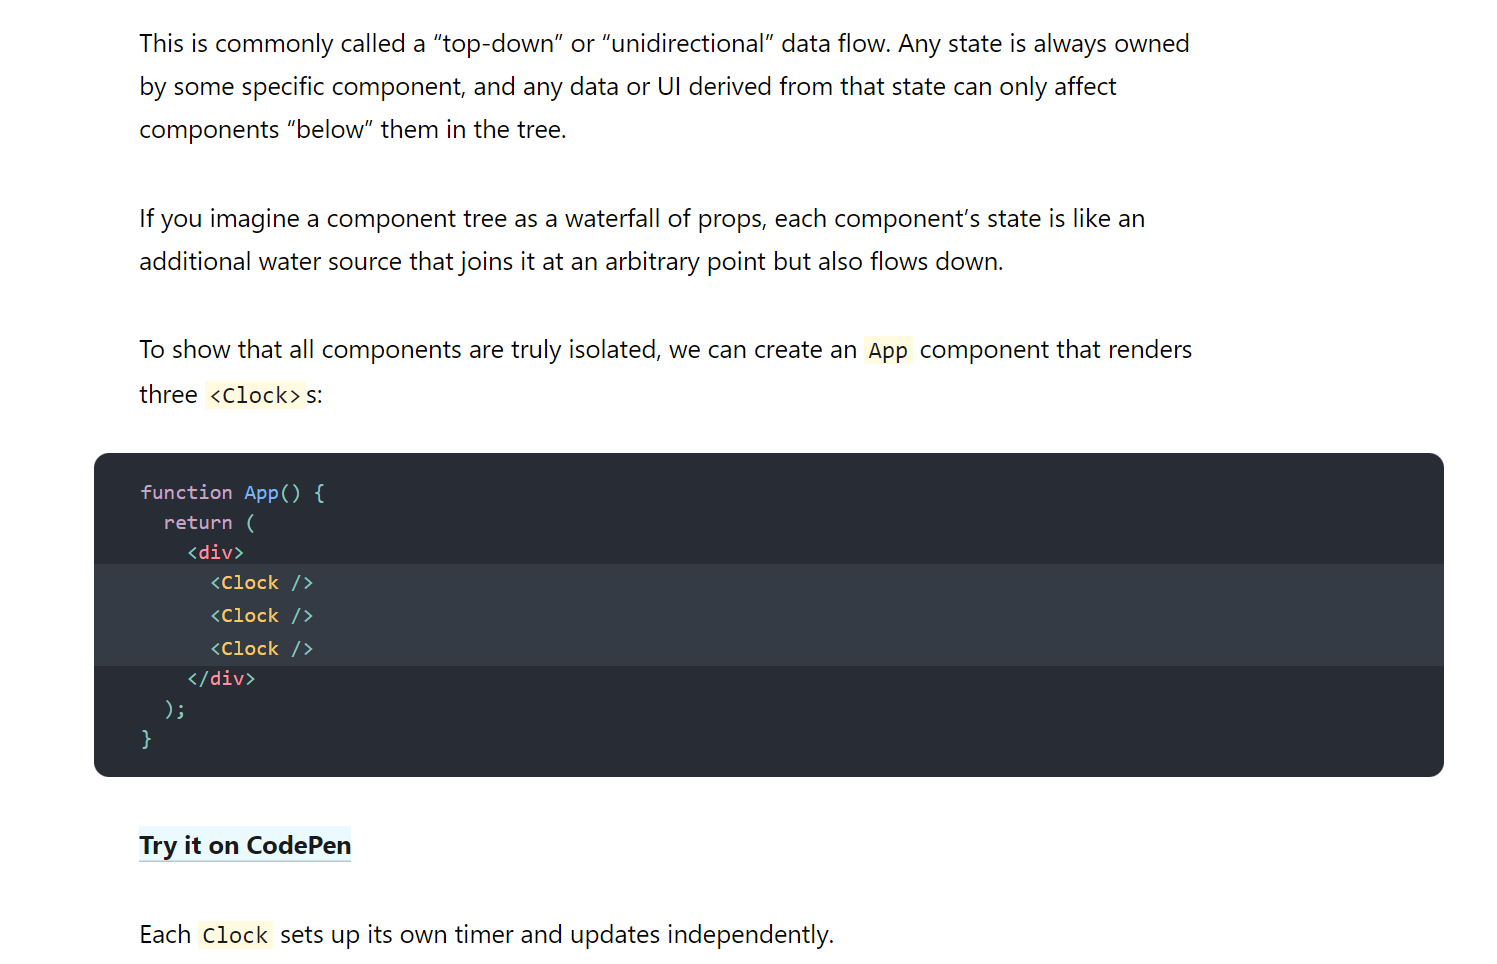 This is commonly called a “top-down” or “unidirectional” data flow. Any state is always owned
by some specific component, and any data or UI derived from that state can only affect
components “below” them in the tree.
If you imagine a component tree as a waterfall of props, each component’s state is like an
additional water source that joins it at an arbitrary point but also flows down.
To show that all components are truly isolated, we can create an App component that renders
three <Clock>s:
function App() {
  return (
    <div>
      <Clock />
      <Clock />
      <Clock />
    </div>
  );
}
Try it on CodePen
Each Clock sets up its own timer and updates independently.